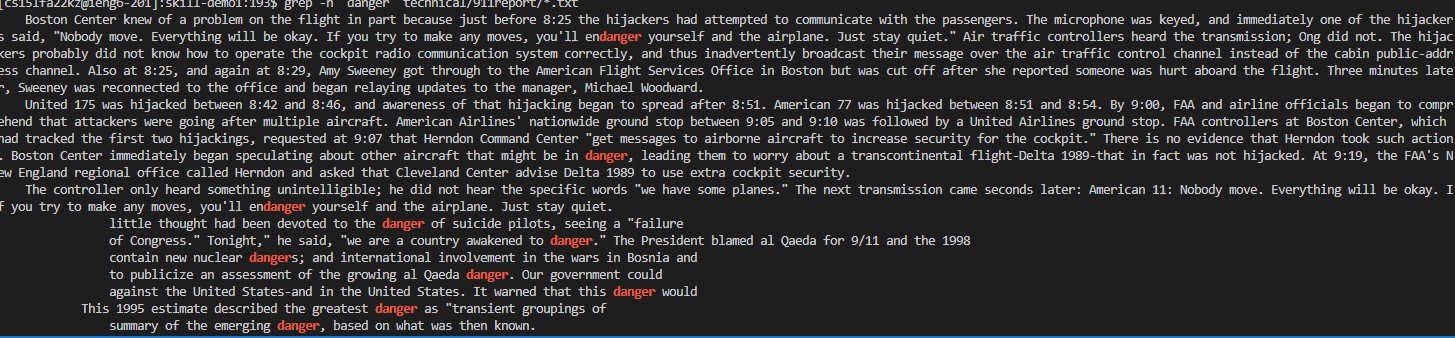 [cs15lfa22kz@ieng6-201]:skill-demo1:193$ grep -h "danger" technical/911report/*.txt
Boston Center knew of a problem on the flight in part because just before 8:25 the hijackers had attempted to communicate with the passengers. The microphone was keyed, and immediately one of the hijacker
s said, "Nobody move. Everything will be okay. If you try to make any moves, you'll endanger yourself and the airplane. Just stay quiet." Air traffic controllers heard the transmission; Ong did not. The hijac
kers probably did not know how to operate the cockpit radio communication system correctly, and thus inadvertently broadcast their message over the air traffic control channel instead of the cabin public-addr
ess channel. Also at 8:25, and again at 8:29, Amy Sweeney got through to the American Flight Services Office in Boston but was cut off after she reported someone was hurt aboard the flight. Three minutes late
r, Sweeney was reconnected to the office and began relaying updates to the manager, Michael Woodward.
United 175 was hijacked between 8:42 and 8:46, and awareness of that hijacking began to spread after 8:51. American 77 was hijacked between 8:51 and 8:54. By 9:00, FAA and airline officials began to compr
ehend that attackers were going after multiple aircraft. American Airlines' nationwide ground stop between 9:05 and 9:10 was followed by a United Airlines ground stop. FAA controllers at Boston Center, which
had tracked the first two hijackings, requested at 9:07 that Herndon Command Center "get messages to airborne aircraft to increase security for the cockpit." There is no evidence that Herndon took such action
. Boston Center immediately began speculating about other aircraft that might be in danger, leading them to worry about a transcontinental flight-Delta 1989-that in fact was not hijacked. At 9:19, the FAA's N
ew England regional office called Herndon and asked that Cleveland Center advise Delta 1989 to use extra cockpit security.
The controller only heard something unintelligible; he did not hear the specific words "we have some planes." The next transmission came seconds later: American 11: Nobody move. Everything will be okay. I
f you try to make any moves, you'll endanger yourself and the airplane. Just stay quiet.
little thought had been devoted to the danger of suicide pilots, seeing a "failure
of Congress." Tonight," he said, "we are a country awakened to danger." The President blamed al Qaeda for 9/11 and the 1998
contain new nuclear dangers; and international involvement in the wars in Bosnia and
to publicize an assessment of the growing al Qaeda danger. Our government could
against the United States-and in the United States. It warned that this danger would
This 1995 estimate described the greatest danger as "transient groupings of
summary of the emerging danger, based on what was then known.